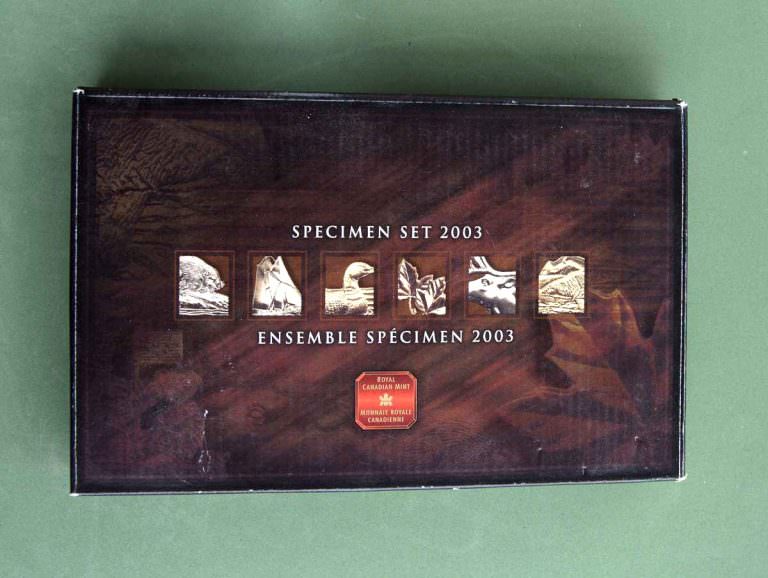 SPECIMEN SET 2003
ENSEMBLE SPÉCIMEN 2003
ROYAL
CANADIAN MINT
MONNAIE ROYALE
CANADIENNE